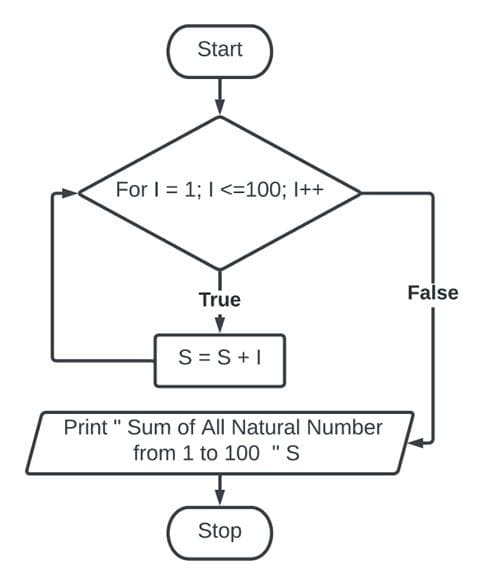 Start
For I = 1; I <=100; I++
True
False
S = S + I
Print " Sum of All Natural Number
from 1 to 100  " S
Stop